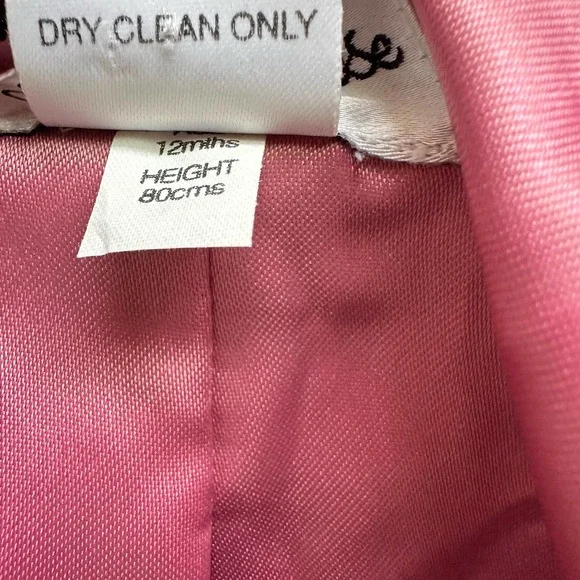 DRY CLEAN ONLY
12mths
HEIGHT
80cms